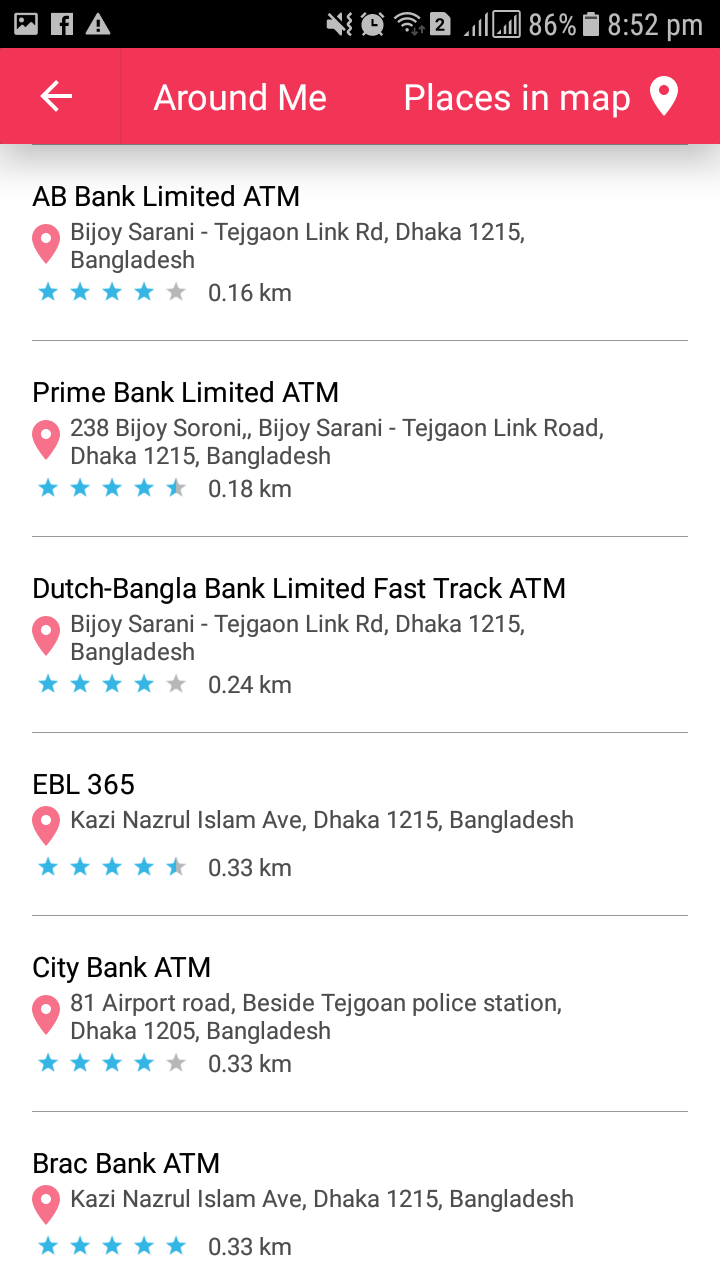 2 86% 8:52 pm
Around Me Places in map
AB Bank Limited ATM
Bijoy Sarani - Tejgaon Link Rd, Dhaka 1215,
Bangladesh
0.16 km
Prime Bank Limited ATM
238 Bijoy Soroni,, Bijoy Sarani - Tejgaon Link Road,
Dhaka 1215, Bangladesh
0.18 km
Dutch-Bangla Bank Limited Fast Track ATM
Bijoy Sarani - Tejgaon Link Rd, Dhaka 1215,
Bangladesh
0.24 km
EBL 365
Kazi Nazrul Islam Ave, Dhaka 1215, Bangladesh
0.33 km
City Bank ATM
81 Airport road, Beside Tejgoan police station,
Dhaka 1205, Bangladesh
0.33 km
Brac Bank ATM
Kazi Nazrul Islam Ave, Dhaka 1215, Bangladesh
0.33 km